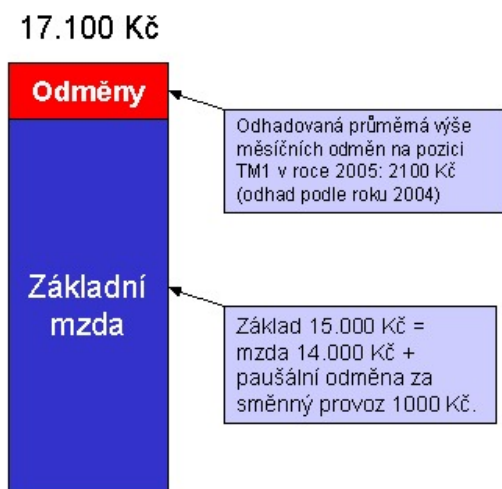 17.100 Kč
Odměny
Odhadovaná průměrná výše
měsíčních odměn na pozici
TM1 v roce 2005: 2100 Kč
(odhad podle roku 2004)
Základní
mzda
Základ 15.000 Kč =
mzda 14.000 Kč +
paušální odměna za
směnný provoz 1000 Kč.